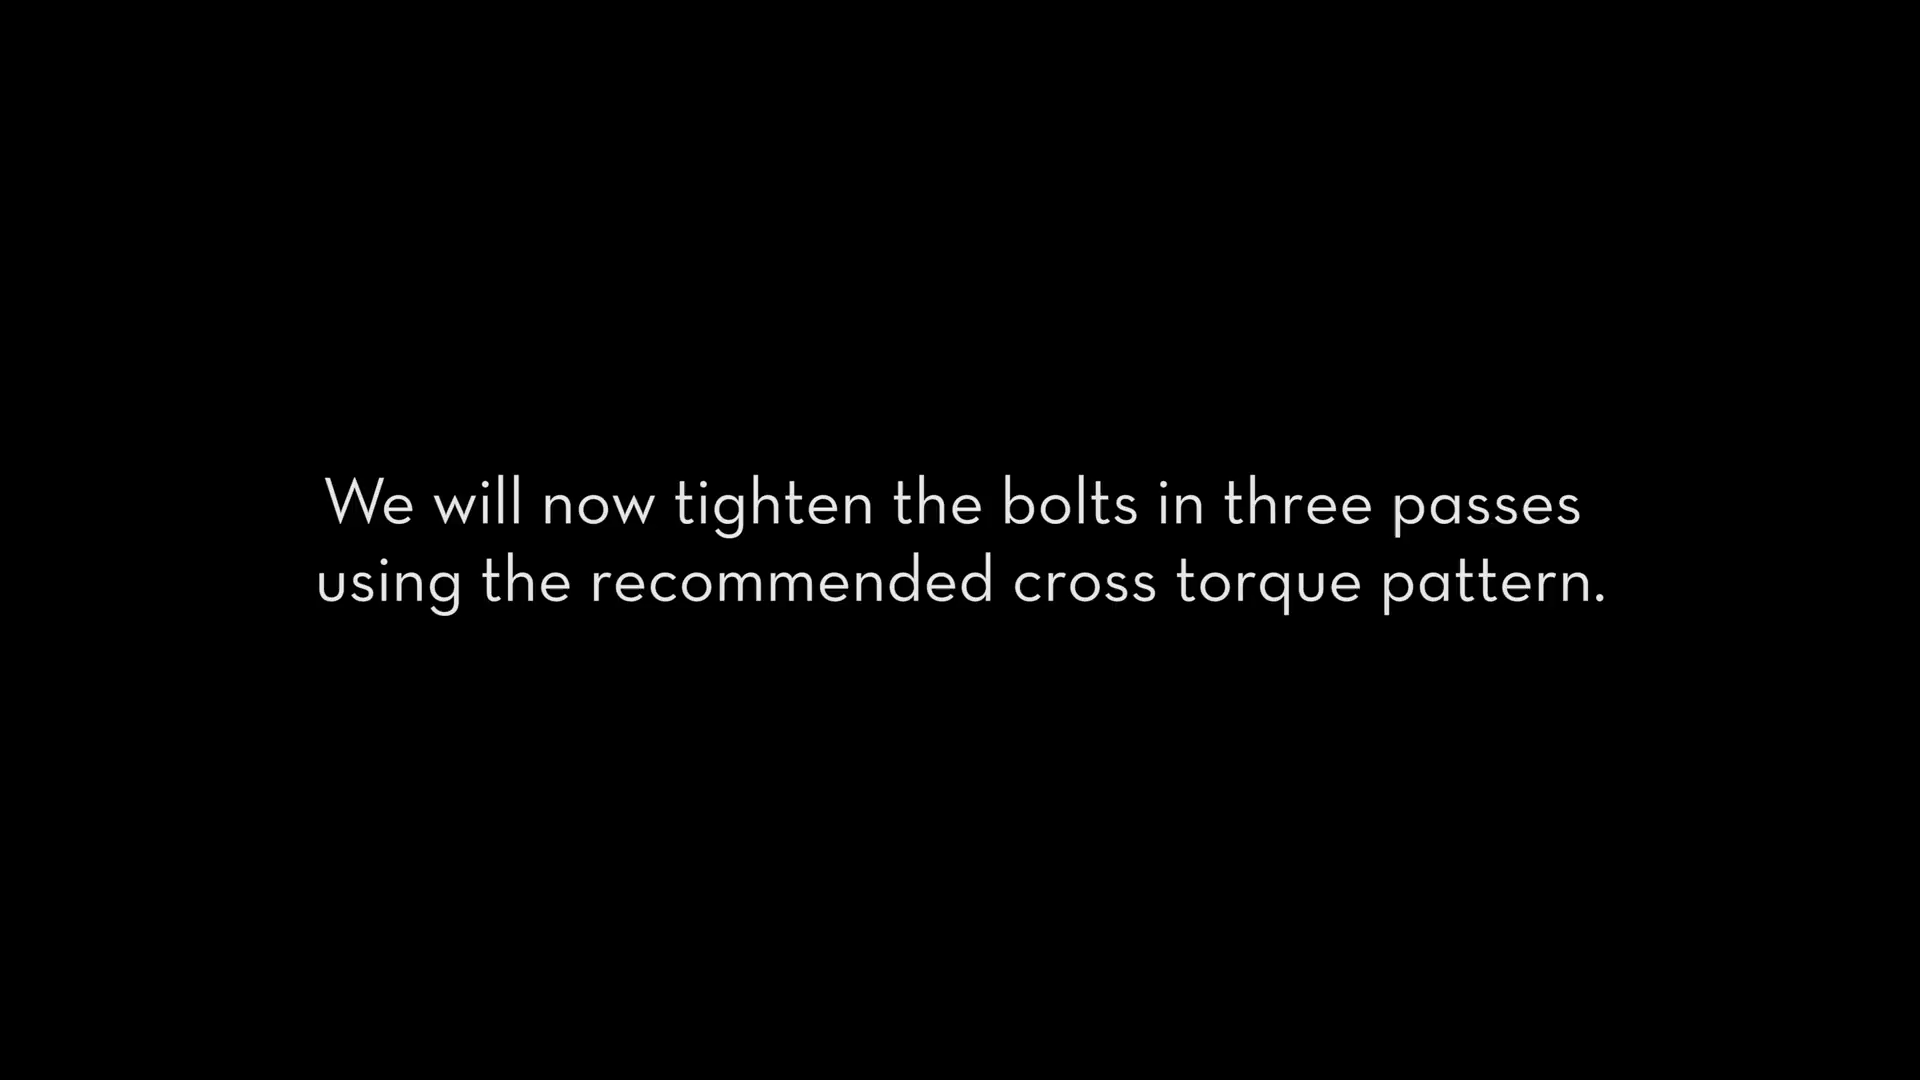 We will now tighten the bolts in three passes
using the recommended cross torque pattern.